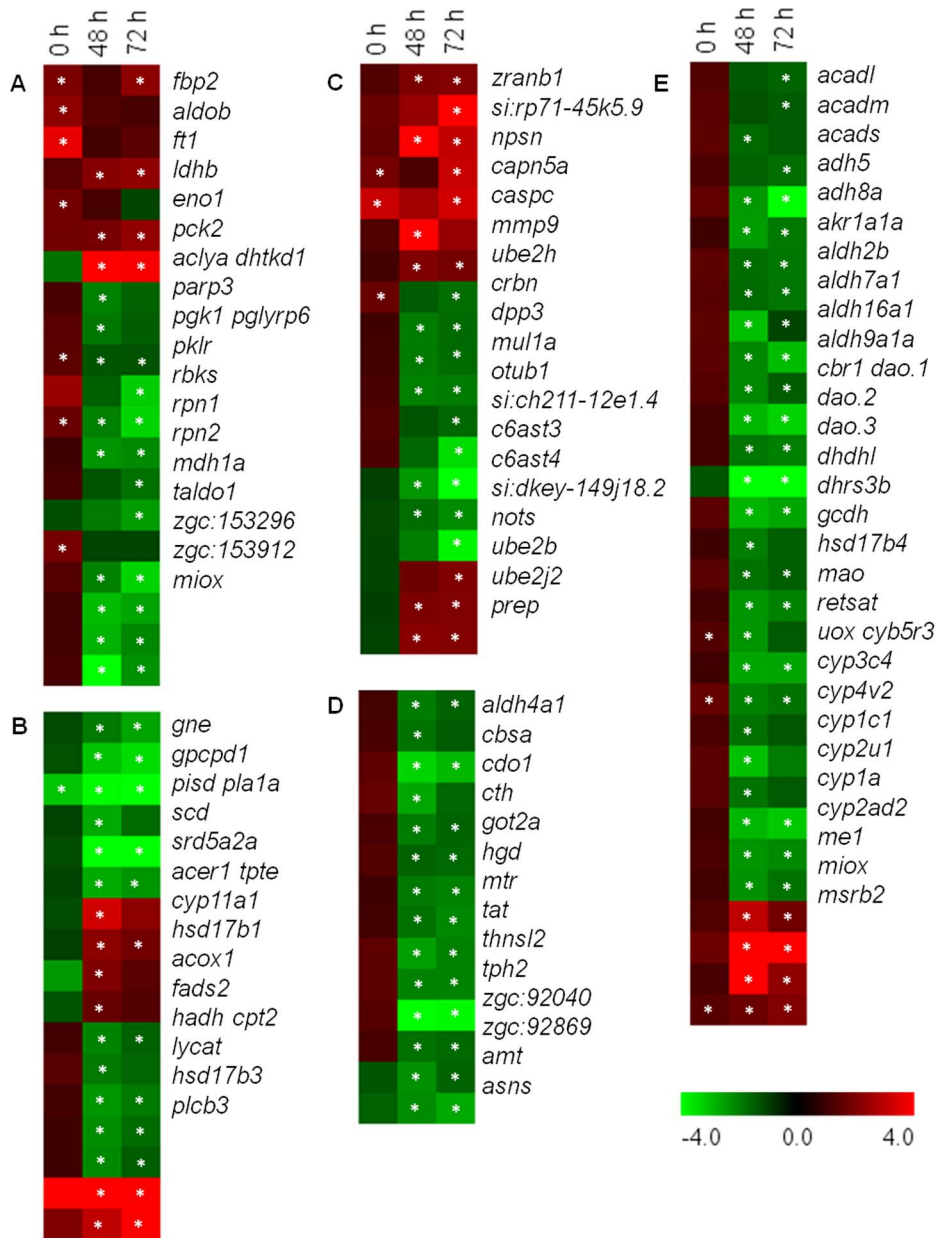 0 h 48 h 72 h
A
fbp2
aldob
ft1
ldhb
eno1
pck2
aclya dhtkd1
parp3
pgk1 pglyrp6
pklr
rbks
rpn1
rpn2
mdh1a
taldo1
zgc:153296
zgc:153912
miox
B
gne
gpcpd1
pisd pla1a
scd
srd5a2a
acer1 tpte
cyp11a1
hsd17b1
acox1
fads2
hadh cpt2
lycat
hsd17b3
plcb3
0 h 48 h 72 h
C
zranb1
si:rp71-45k5.9
npsn
capn5a
caspc
mmp9
ube2h
crbn
dpp3
mul1a
otub1
si:ch211-12e1.4
c6ast3
c6ast4
si:dkey-149j18.2
nots
ube2b
ube2j2
prep
D
aldh4a1
cbsa
cdo1
cth
got2a
hgd
mtr
tat
thnsl2
tph2
zgc:92040
zgc:92869
amt
asns
0 h 48 h 72 h
E
acadl
acadm
acads
adh5
adh8a
akr1a1a
aldh2b
aldh7a1
aldh16a1
aldh9a1a
cbr1 dao.1
dao.2
dao.3
dhdhl
dhrs3b
gcdh
hsd17b4
mao
retsat
uox cyb5r3
cyp3c4
cyp4v2
cyp1c1
cyp2u1
cyp1a
cyp2ad2
me1
miox
msrb2
-4.0 0.0 4.0